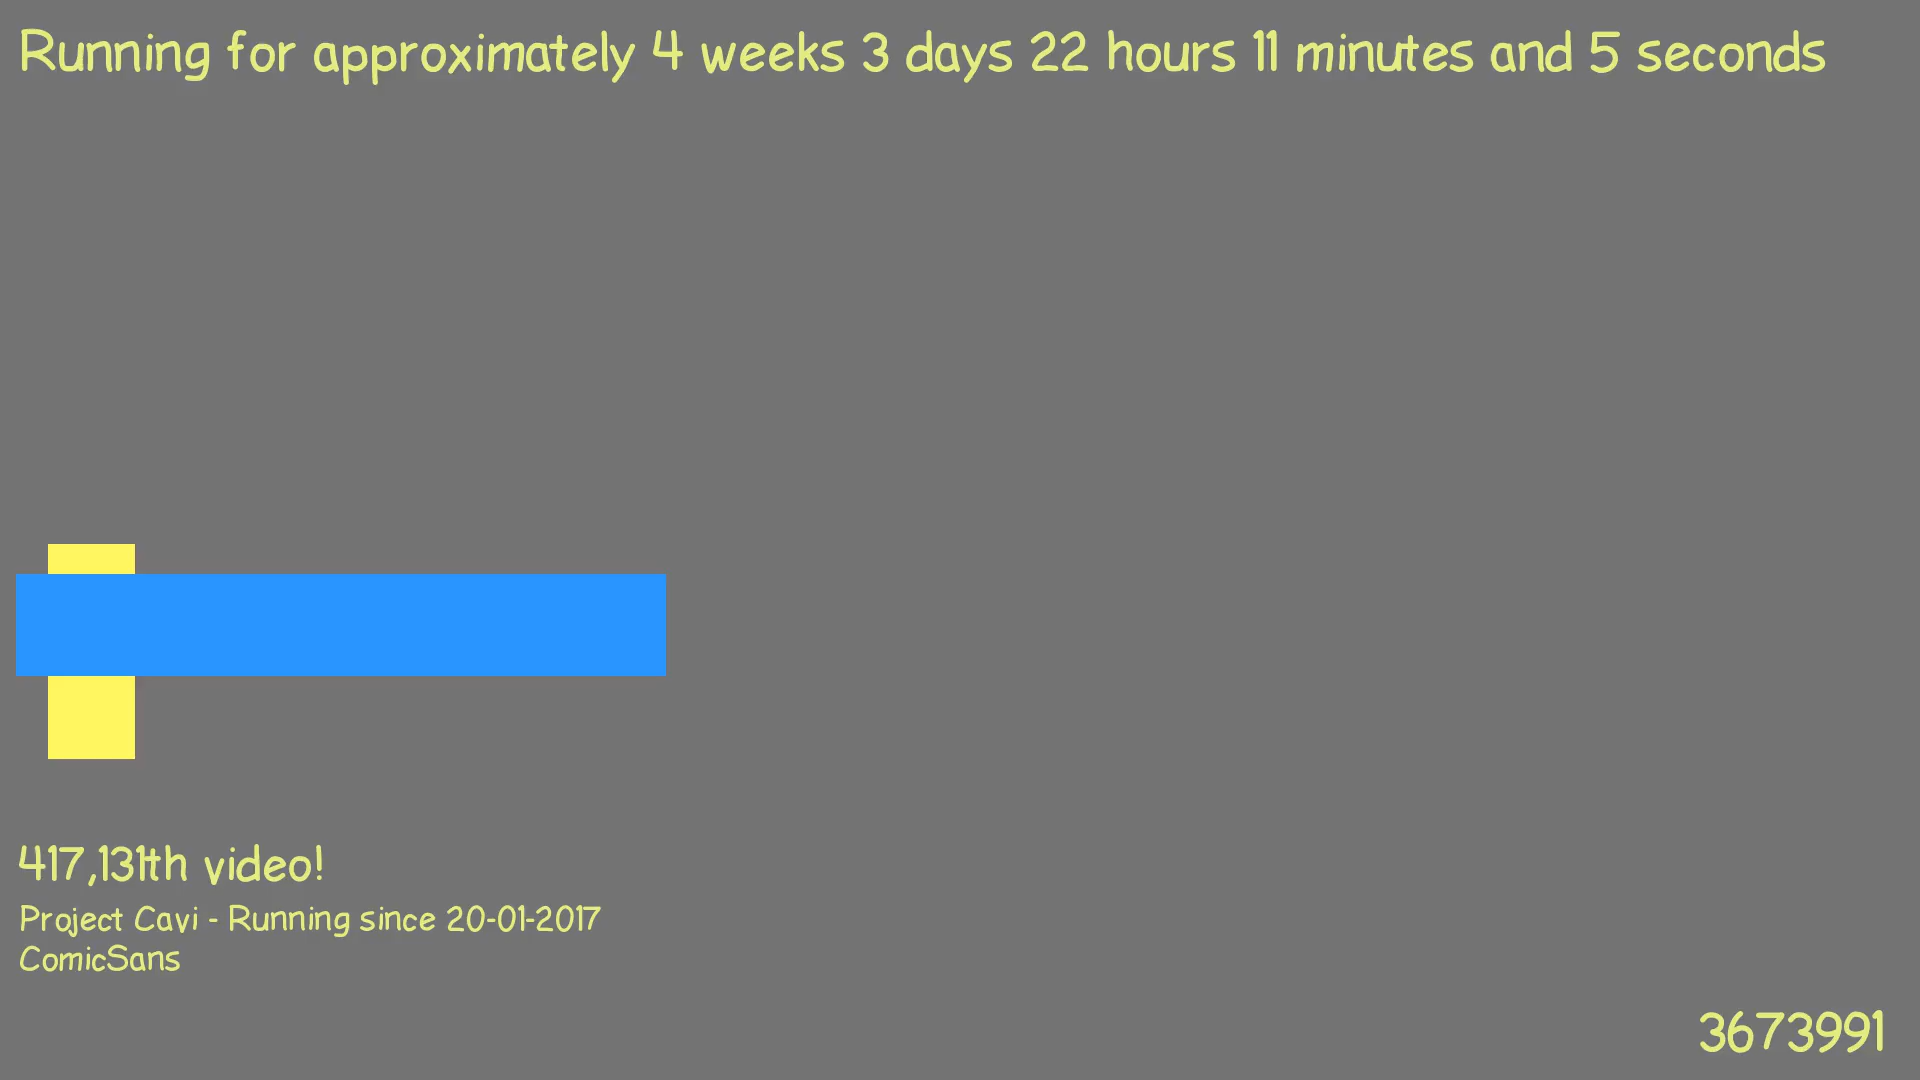 Running for approximately 4 weeks 3 days 22 hours 11 minutes and 5 seconds
417,131th video!
Project Cavi - Running since 20-01-2017
ComicSans
3673991